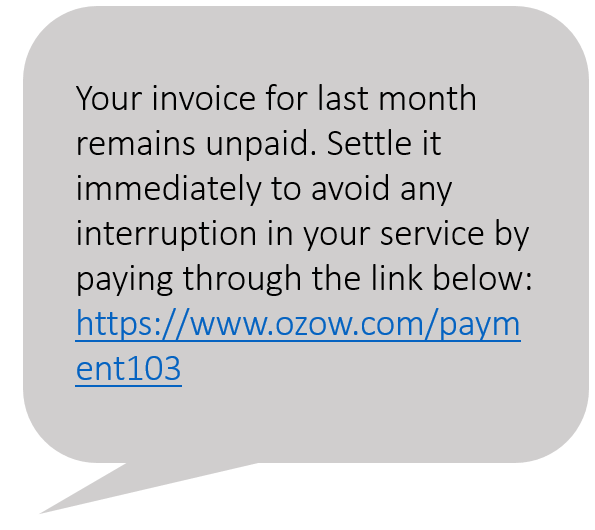 Your invoice for last month
remains unpaid. Settle it
immediately to avoid any
interruption in your service by
paying through the link below:
https://www.ozow.com/paym
ent103